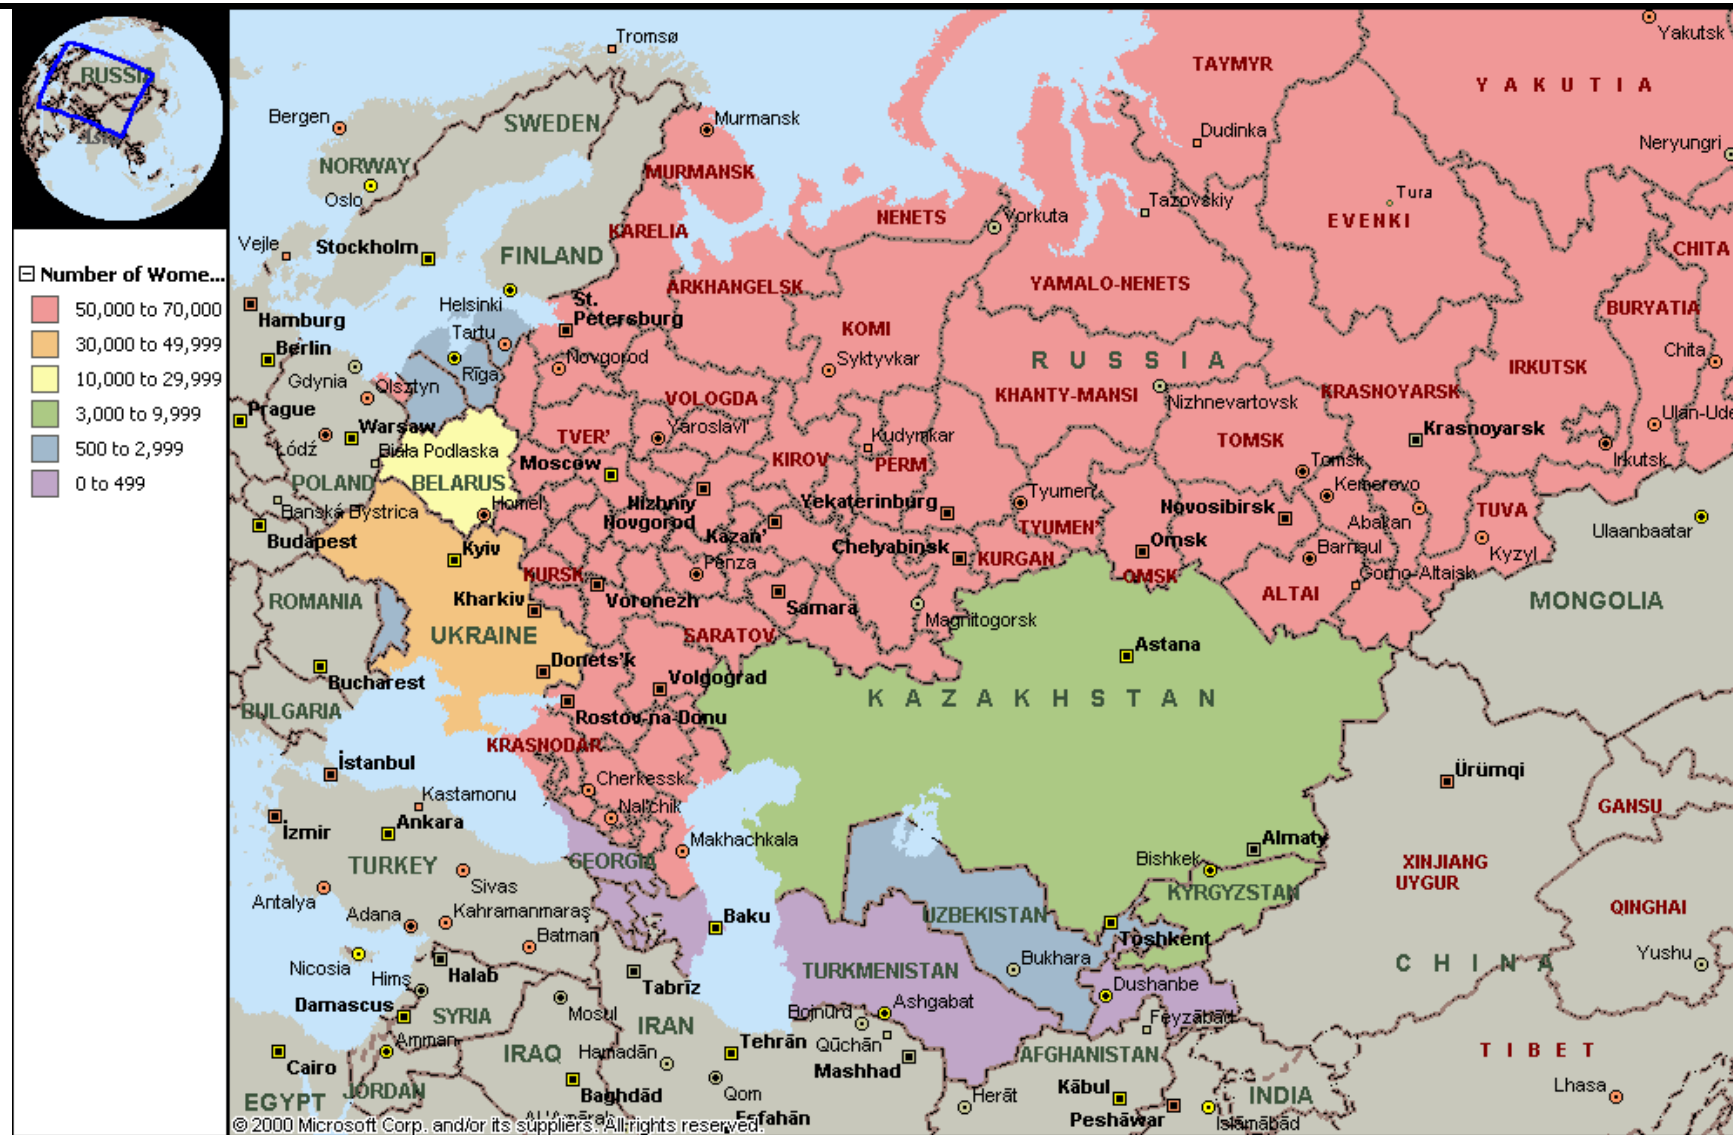 RUSSIA
Asia
Number of Wome...
50,000 to 70,000
30,000 to 49,999
10,000 to 29,999
3,000 to 9,999
500 to 2,999
0 to 499
Tromsø
Yakutsk
TAYMYR
YAKUTIA
Bergen
SWEDEN
Murmansk
Dudinka
Neryungri
NORWAY
MURMANSK
Oslo
Tura
Tazovskiy
NENETS
Vorkuta
EVENKI
KARELIA
Vejle
Stockholm
FINLAND
CHITA
ARKHANGELSK
YAMALO-NENETS
Helsinki
St.
Petersburg
Hamburg
BURYATIA
Tartu
KOMI
Berlin
Novgorod
Syktyvkar
RUSSIA
Chita
Rīga
IRKUTSK
Gdynia
Olsztyn
VOLOGDA
KHANTY-MANSI
Nizhnevartovsk
KRASNOYARSK
Prague
Warsaw
Yaroslavl'
Ulan-Ude
Łódź
TVER'
Kudymkar
TOMSK
Krasnoyarsk
Biała Podlaska
Moscow
KIROV
PERM
Irkutsk
POLAND
BELARUS
Tomsk
Kemerovo
Banská Bystrica
Homel'
Nizhniy
Novgorod
Yekaterinburg
Tyumen'
Novosibirsk
TUVA
Budapest
Kazan'
TYUMEN'
Abakan
Ulaanbaatar
Kyiv
Chelyabinsk
KURGAN
Omsk
Barnaul
Kyzyl
KURSK
Penza
OMSK
Gorno-Altaisk
ROMANIA
Kharkiv
Voronezh
Samara
Magnitogorsk
ALTAI
MONGOLIA
UKRAINE
SARATOV
Astana
Donets'k
Bucharest
Volgograd
KAZAKHSTAN
BULGARIA
Rostov-na-Donu
KRASNODAR
İstanbul
Cherkessk
Ürümqi
Kastamonu
Nal'chik
GANSU
İzmir
Ankara
Makhachkala
Almaty
TURKEY
GEORGIA
Bishkek
XINJIANG
UYGUR
Sivas
KYRGYZSTAN
Antalya
Adana
Kahramanmaraş
Baku
UZBEKISTAN
QINGHAI
Batman
Toshkent
Nicosia
Hims
Halab
Bukhara
CHINA
Yushu
Tabrīz
TURKMENISTAN
Dushanbe
Damascus
SYRIA
Mosul
IRAN
Bojnūrd
Ashgabat
Feyzābād
Amman
IRAQ
Hamadān
Tehrān
Qūchān
AFGHANISTAN
TIBET
Cairo
Mashhad
JORDAN
Baghdād
Qom
Kābul
INDIA
Lhasa
EGYPT
Herāt
Peshāwar
Al 'Amārah
Esfahān
Islāmābād
© 2000 Microsoft Corp. and/or its suppliers. All rights reserved.